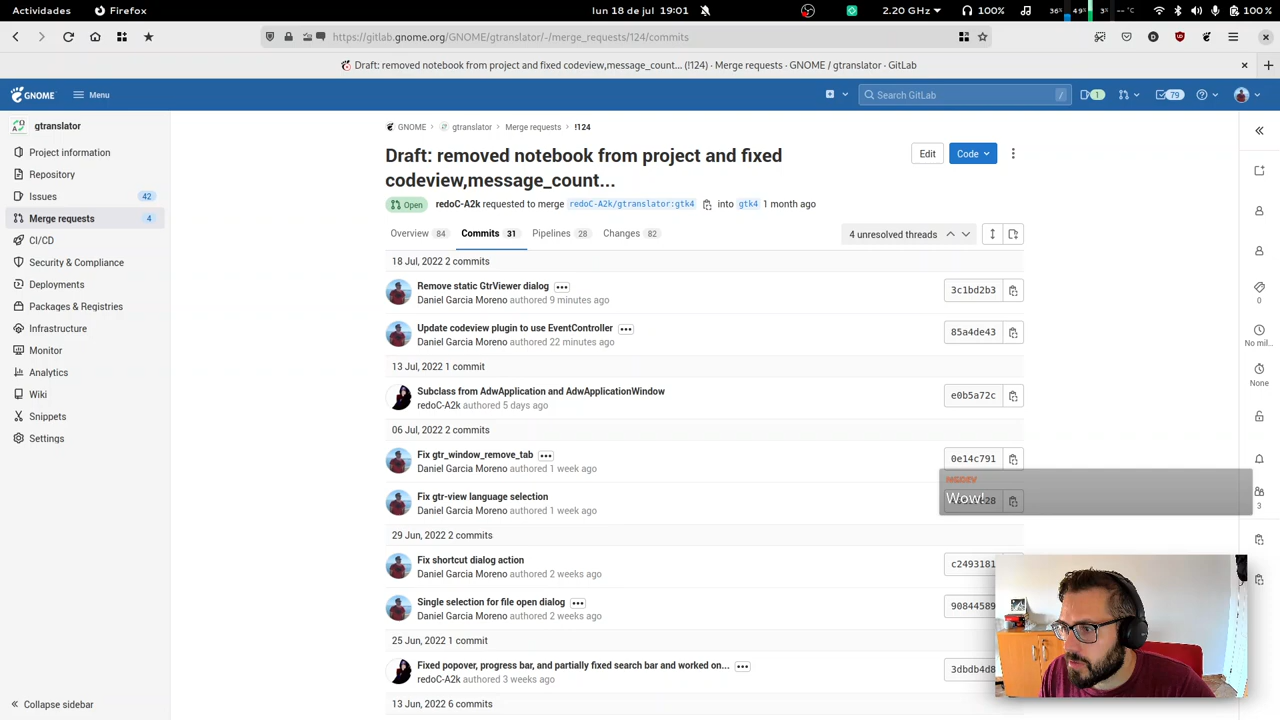 Actividades
Firefox
lun 18 de jul 19:01
2.20 GHz
100%
36%
49%
3%
--°C
100 %
https://gitlab.gnome.org/GNOME/gtranslator/-/merge_requests/124/commits
Draft: removed notebook from project and fixed codeview,message_count... (!124) · Merge requests · GNOME / gtranslator · GitLab
GNOME
Menu
Search GitLab
/
1
79
gtranslator
Project information
Repository
Issues 42
Merge requests 4
CI/CD
Security & Compliance
Deployments
Packages & Registries
Infrastructure
Monitor
Analytics
Wiki
Snippets
Settings
Collapse sidebar
GNOME > gtranslator > Merge requests > !124
Draft: removed notebook from project and fixed
codeview,message_count...
Edit
Code
Open redoC-A2k requested to merge redoC-A2k/gtranslator:gtk4 into gtk4 1 month ago
Overview 84 Commits 31 Pipelines 28 Changes 82
4 unresolved threads
18 Jul, 2022 2 commits
Remove static GtrViewer dialog
Daniel Garcia Moreno authored 9 minutes ago
3c1bd2b3
Update codeview plugin to use EventController
Daniel Garcia Moreno authored 22 minutes ago
85a4de43
13 Jul, 2022 1 commit
Subclass from AdwApplication and AdwApplicationWindow
redoC-A2k authored 5 days ago
e0b5a72c
06 Jul, 2022 2 commits
Fix gtr_window_remove_tab
Daniel Garcia Moreno authored 1 week ago
0e14c791
Fix gtr-view language selection
Daniel Garcia Moreno authored 1 week ago
29 Jun, 2022 2 commits
Fix shortcut dialog action
Daniel Garcia Moreno authored 2 weeks ago
c2493181
Single selection for file open dialog
Daniel Garcia Moreno authored 2 weeks ago
90844589
25 Jun, 2022 1 commit
Fixed popover, progress bar, and partially fixed search bar and worked on...
redoC-A2k authored 3 weeks ago
3dbdb4d8
13 Jun, 2022 6 commits
Wow!
0
No mil...
None
3